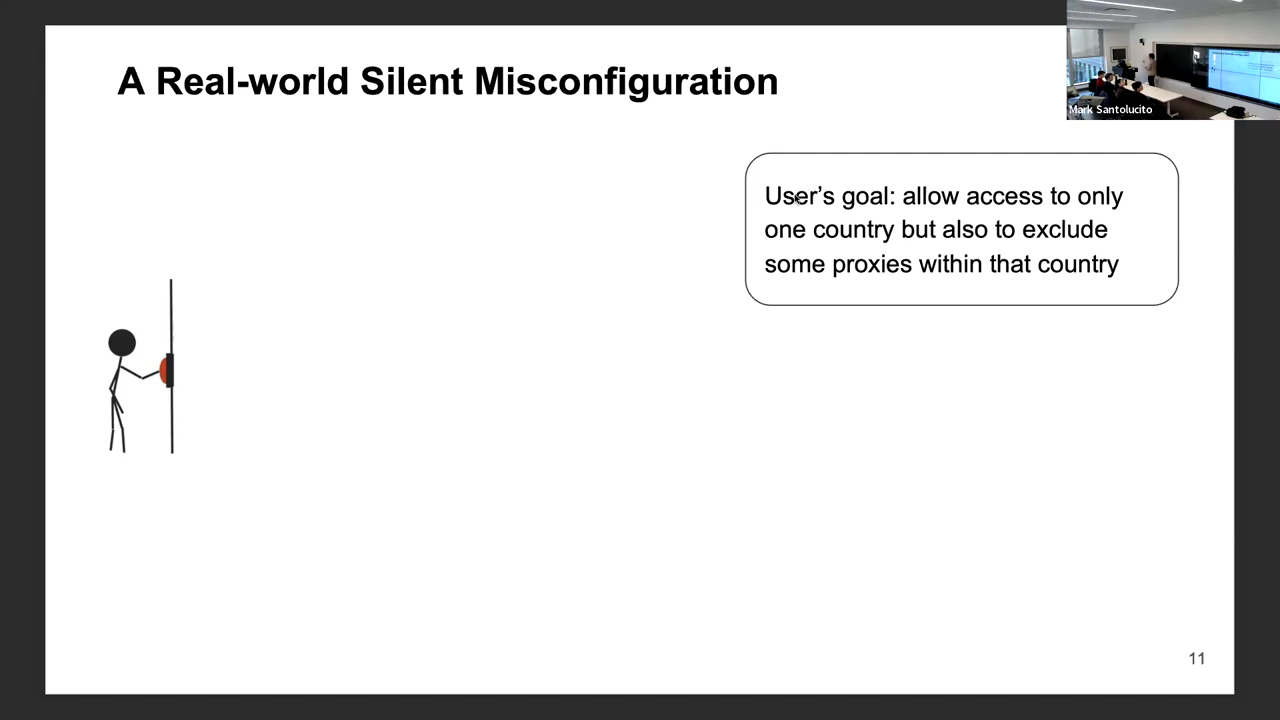 A Real-world Silent Misconfiguration
Mark Santolucito
User’s goal: allow access to only
one country but also to exclude
some proxies within that country
11